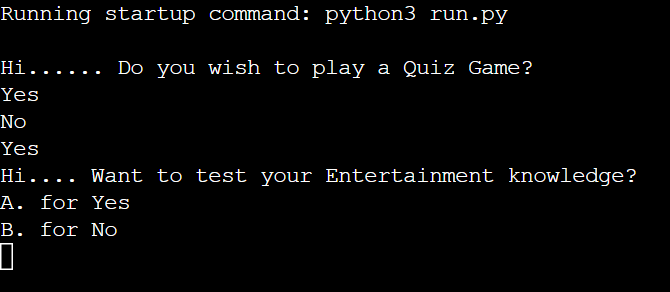 Running startup command: python3 run.py
Hi...... Do you wish to play a Quiz Game?
Yes
No
Yes
Hi.... Want to test your Entertainment knowledge?
A. for Yes
B. for No